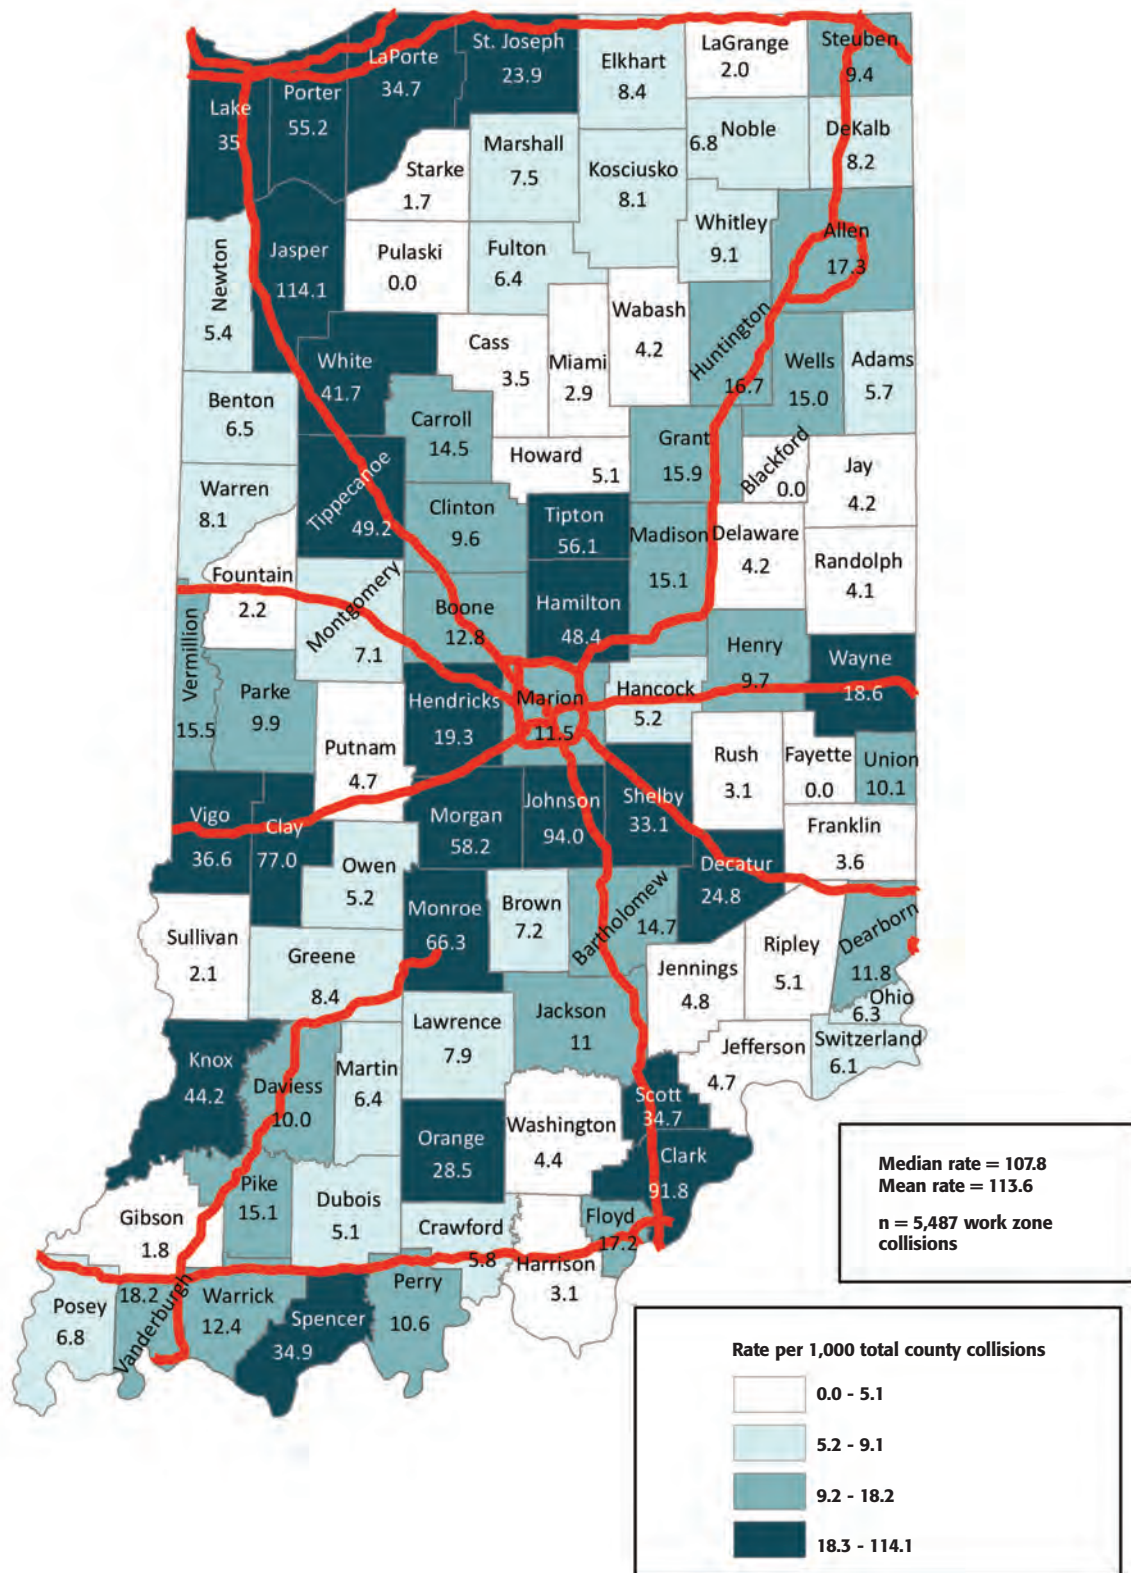 St. Joseph
23.9
LaPorte
34.7
Elkhart
8.4
LaGrange
2.0
Steuben
9.4
Lake
35
Porter
55.2
Noble
6.8
DeKalb
8.2
Starke
1.7
Marshall
7.5
Kosciusko
8.1
Whitley
9.1
Allen
17.3
Newton
5.4
Jasper
114.1
Pulaski
0.0
Fulton
6.4
Wabash
4.2
Huntington
16.7
Wells
15.0
Adams
5.7
White
41.7
Cass
3.5
Miami
2.9
Benton
6.5
Carroll
14.5
Howard
5.1
Grant
15.9
Blackford
0.0
Jay
4.2
Warren
8.1
Tippecanoe
49.2
Clinton
9.6
Tipton
56.1
Madison
15.1
Delaware
4.2
Randolph
4.1
Fountain
2.2
Montgomery
7.1
Boone
12.8
Hamilton
48.4
Henry
9.7
Wayne
18.6
Vermillion
15.5
Parke
9.9
Hendricks
19.3
Marion
11.5
Hancock
5.2
Putnam
4.7
Rush
3.1
Fayette
0.0
Union
10.1
Vigo
36.6
Clay
77.0
Morgan
58.2
Johnson
94.0
Shelby
33.1
Franklin
3.6
Owen
5.2
Decatur
24.8
Monroe
66.3
Brown
7.2
Bartholomew
14.7
Sullivan
2.1
Greene
8.4
Jennings
4.8
Ripley
5.1
Dearborn
11.8
Ohio
6.3
Lawrence
7.9
Jackson
11
Jefferson
4.7
Switzerland
6.1
Knox
44.2
Daviess
10.0
Martin
6.4
Scott
34.7
Orange
28.5
Washington
4.4
Clark
91.8
Gibson
1.8
Pike
15.1
Dubois
5.1
Crawford
5.8
Harrison
3.1
Floyd
17.2
Posey
6.8
Vanderburgh
18.2
Warrick
12.4
Spencer
34.9
Perry
10.6
Median rate = 107.8
Mean rate = 113.6
n = 5,487 work zone
collisions
Rate per 1,000 total county collisions
0.0 - 5.1
5.2 - 9.1
9.2 - 18.2
18.3 - 114.1